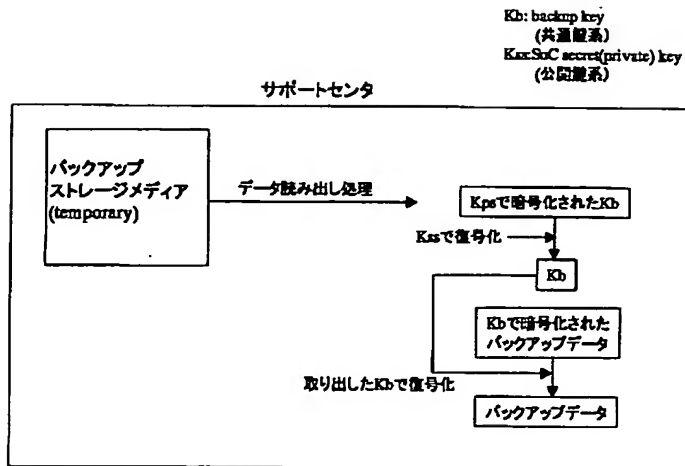 Kb: backup key
(共通鍵系)
Kss:SuC secret(private) key
(公開鍵系)
サポートセンタ
バックアップ
ストレージメディア
(temporary)
データ読み出し処理
Kpsで暗号化されたKb
Kssで復号化
Kb
Kbで暗号化された
バックアップデータ
取り出したKbで復号化
バックアップデータ